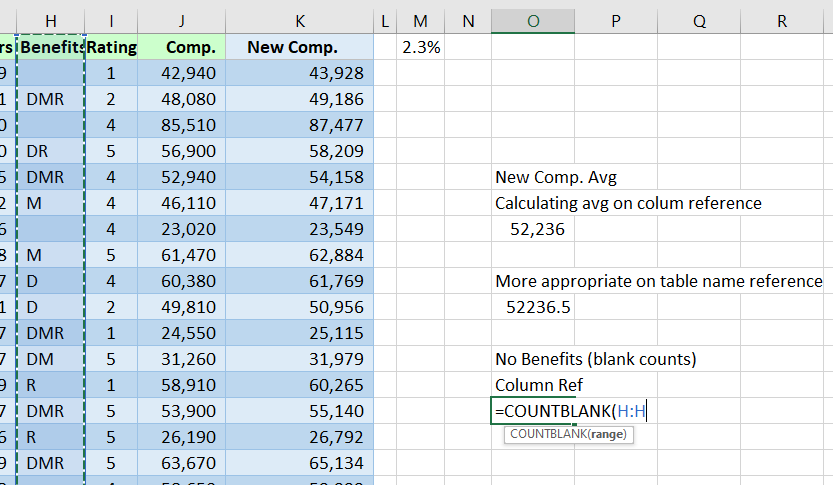 H I J K L M N O P Q R
rs Benefits Rating Comp. New Comp. 2.3%
9 1 42,940 43,928
1 DMR 2 48,080 49,186
0 4 85,510 87,477
0 DR 5 56,900 58,209
5 DMR 4 52,940 54,158 New Comp. Avg
2 M 4 46,110 47,171 Calculating avg on colum reference
6 4 23,020 23,549 52,236
8 M 5 61,470 62,884
7 D 4 60,380 61,769 More appropriate on table name reference
1 D 2 49,810 50,956 52236.5
7 DMR 1 24,550 25,115
7 DM 5 31,260 31,979 No Benefits (blank counts)
9 R 1 58,910 60,265 Column Ref
7 DMR 5 53,900 55,140 =COUNTBLANK(H:H
6 R 5 26,190 26,792 COUNTBLANK(range)
9 DMR 5 63,670 65,134